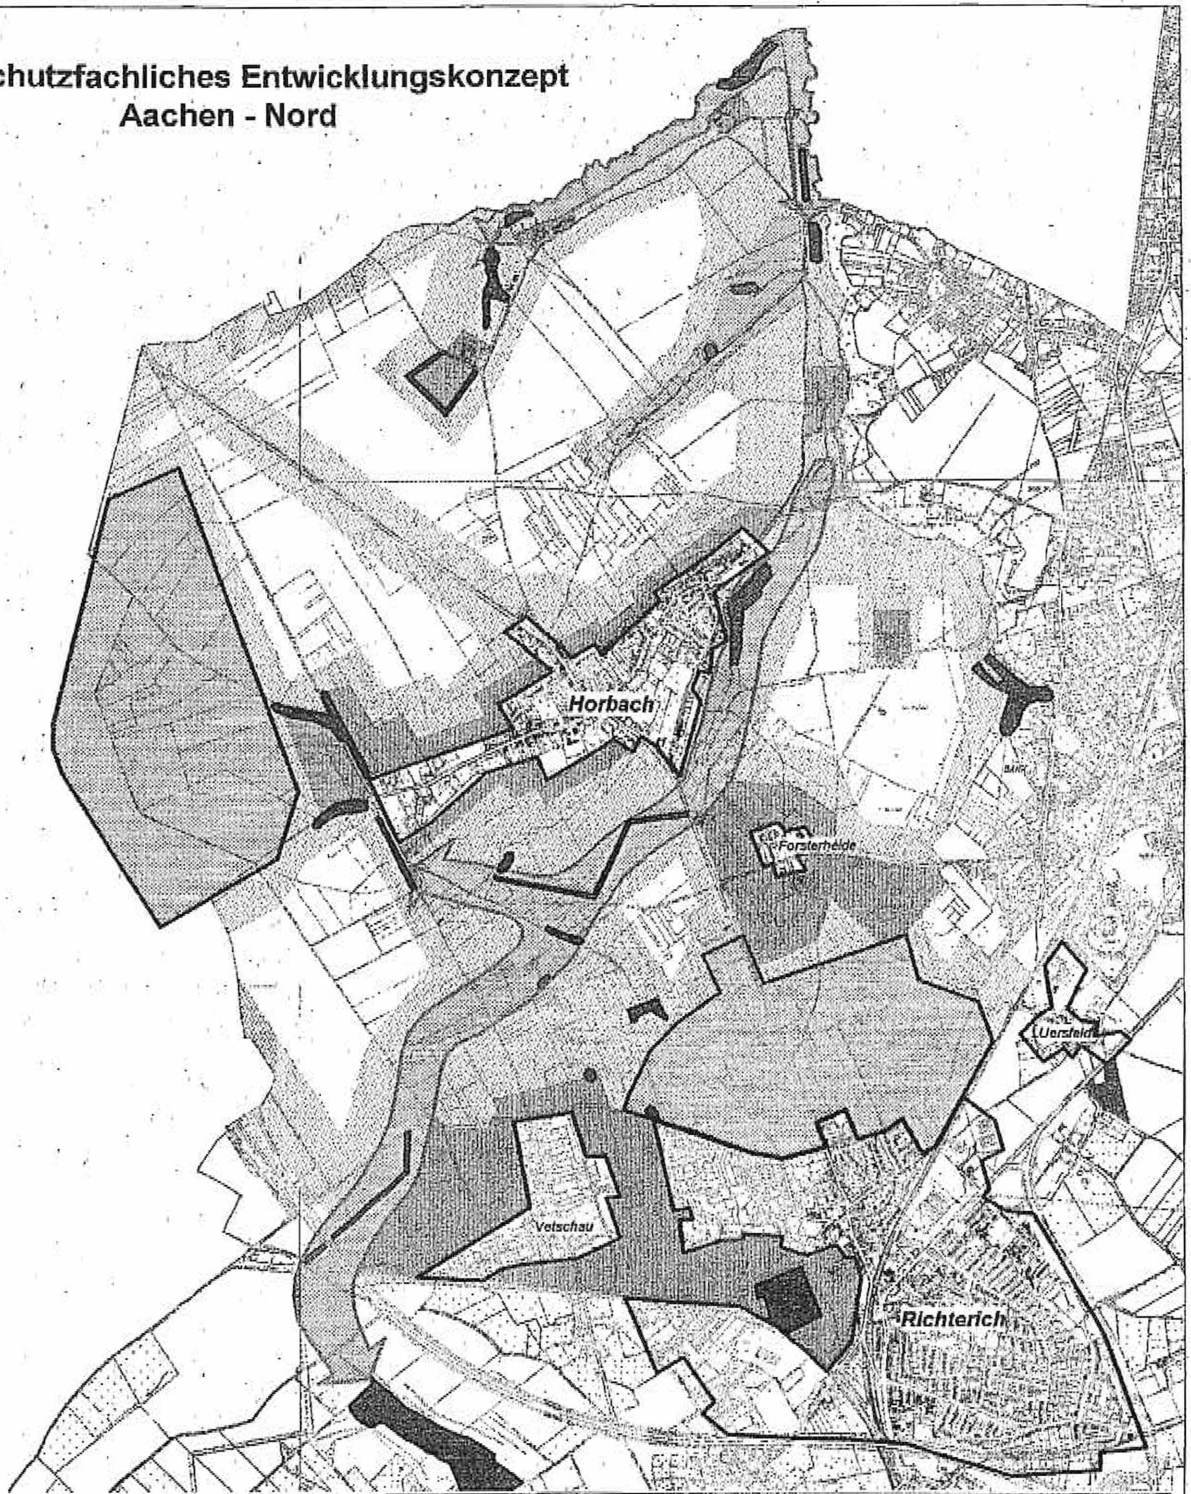 chutzfachliches Entwicklungskonzept
Aachen - Nord
Horbach
Forsterheide
Uersfeld
Vetschau
Richterich